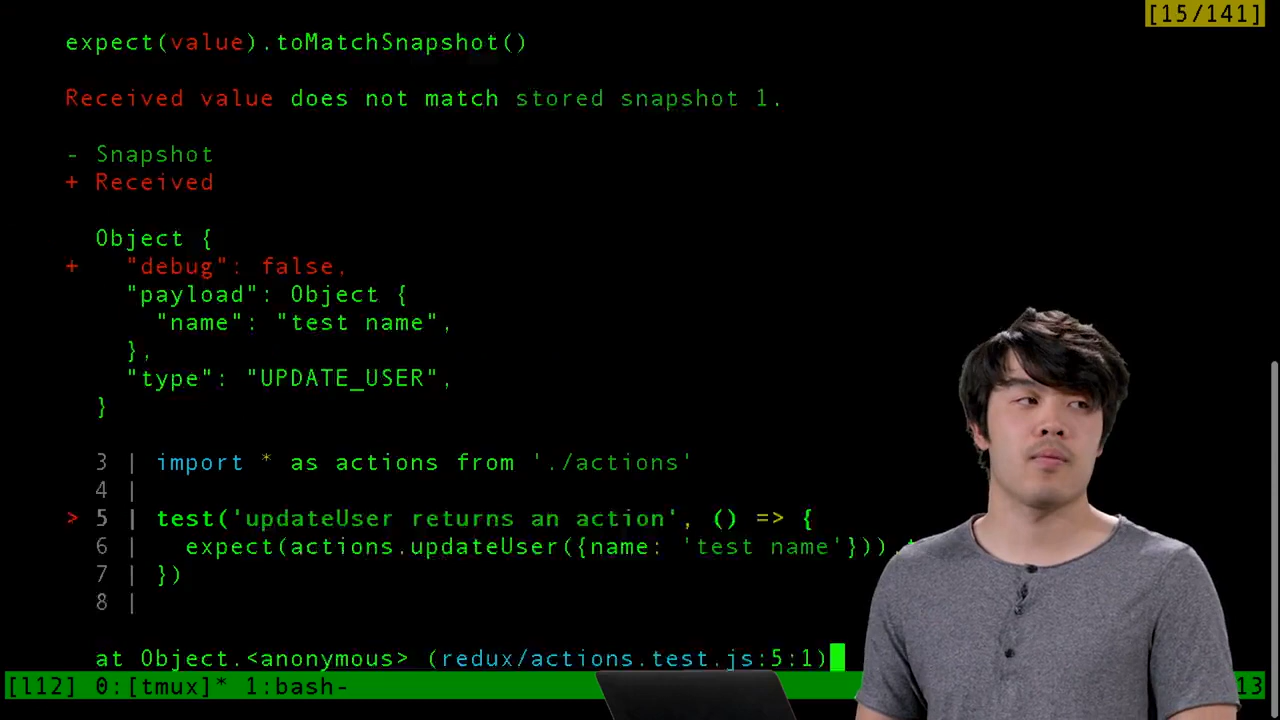 [15/141]
expect(value).toMatchSnapshot()
Received value does not match stored snapshot 1.
- Snapshot
+ Received
Object {
+ "debug": false,
"payload": Object {
"name": "test name",
},
"type": "UPDATE_USER",
}
3 | import * as actions from './actions'
4 |
> 5 | test('updateUser returns an action', () => {
6 | expect(actions.updateUser({name: 'test name'})).
7 | })
8 |
at Object.<anonymous> (redux/actions.test.js:5:1)
[l12] 0:[tmux]* 1:bash- 13